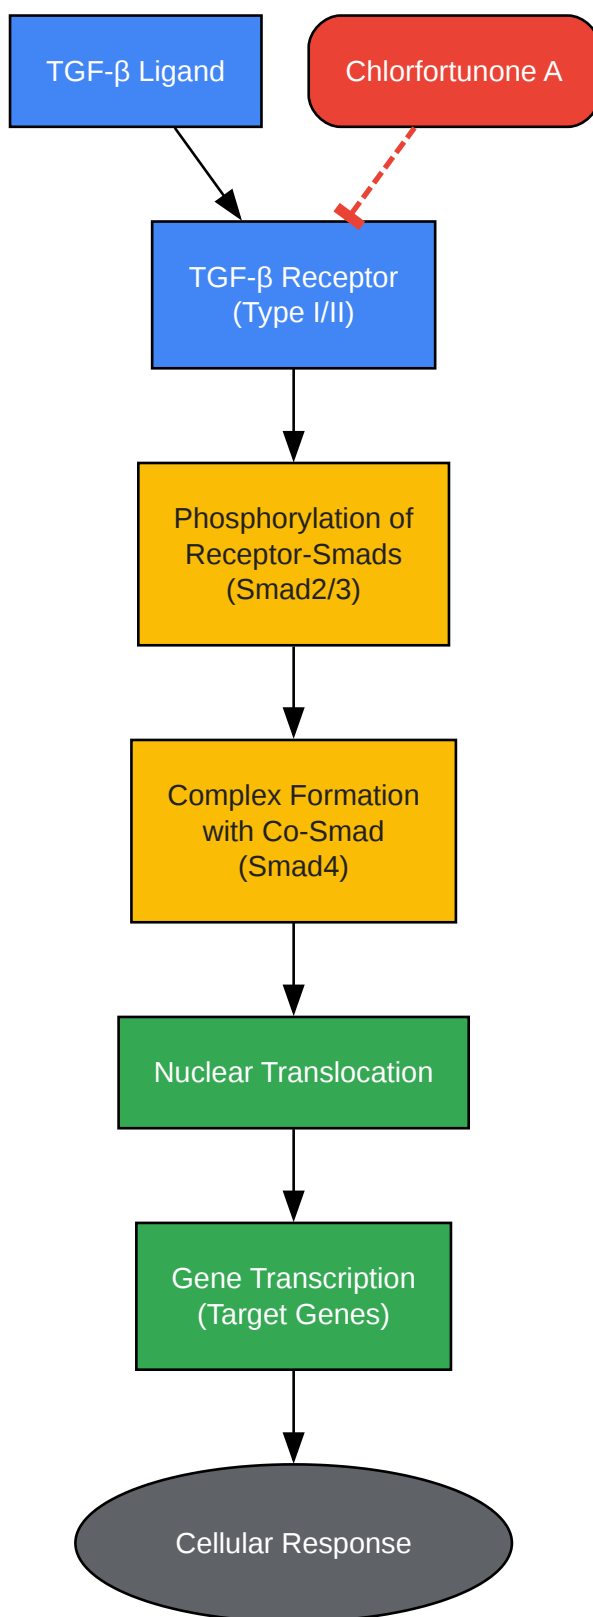 TGF-β Ligand
Chlorfortunone A
TGF-β Receptor
(Type I/II)
Phosphorylation of
Receptor-Smads
(Smad2/3)
Complex Formation
with Co-Smad
(Smad4)
Nuclear Translocation
Gene Transcription
(Target Genes)
Cellular Response